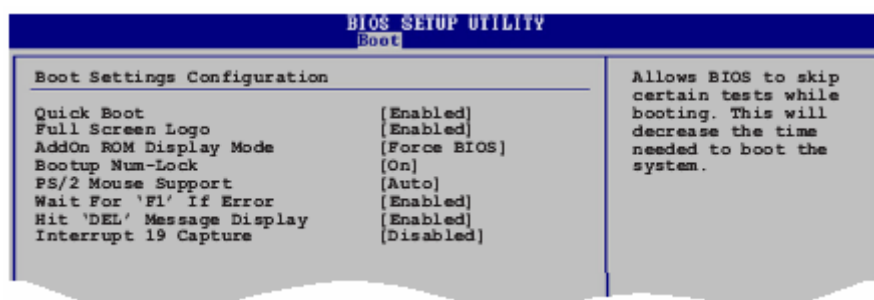 BIOS SETUP UTILITY
Boot
Boot Settings Configuration
Quick Boot [Enabled]
Full Screen Logo [Enabled]
AddOn ROM Display Mode [Force BIOS]
Bootup Num-Lock [On]
PS/2 Mouse Support [Auto]
Wait For ‘F1’ If Error [Enabled]
Hit ‘DEL’ Message Display [Enabled]
Interrupt 19 Capture [Disabled]
Allows BIOS to skip
certain tests while
booting. This will
decrease the time
needed to boot the
system.